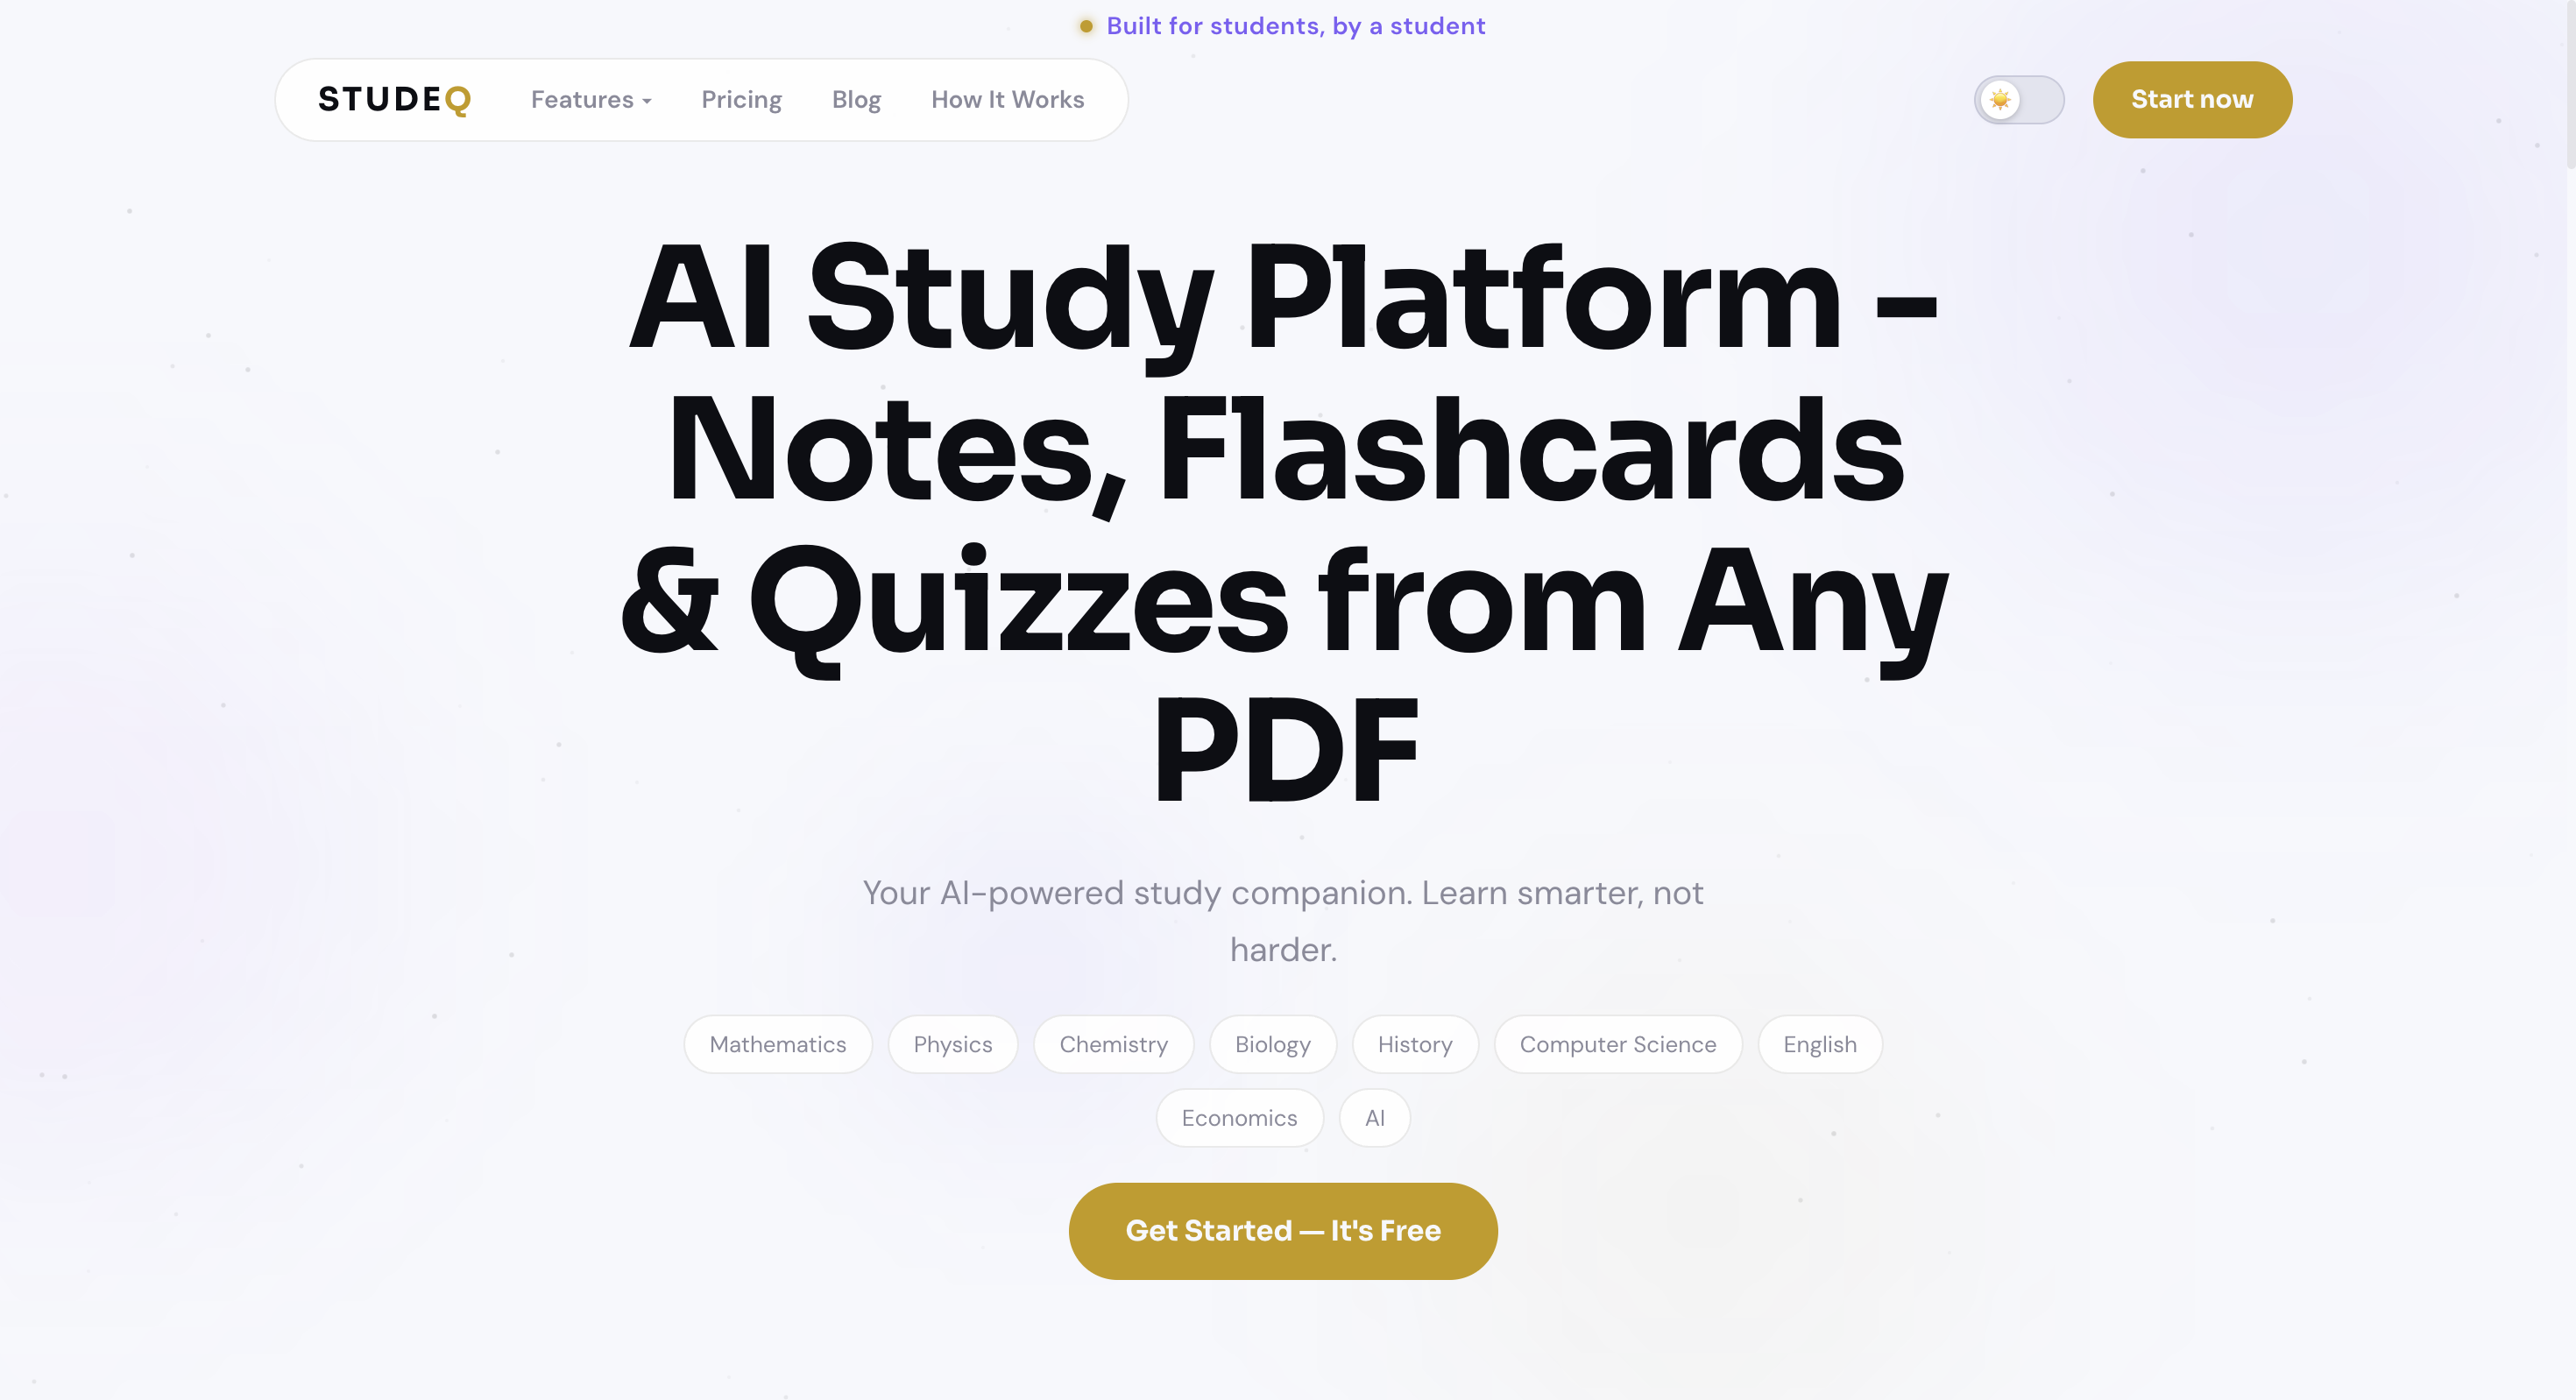 Built for students, by a student
STUDEQ Features Pricing Blog How It Works Start now
AI Study Platform -
Notes, Flashcards
& Quizzes from Any
PDF
Your AI-powered study companion. Learn smarter, not
harder.
Mathematics Physics Chemistry Biology History Computer Science English
Economics AI
Get Started — It's Free